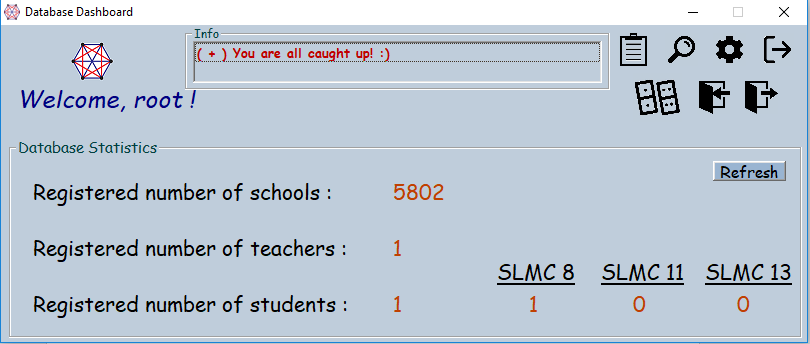 Database Dashboard
Info
( + ) You are all caught up! :)
Welcome, root !
Database Statistics
Refresh
Registered number of schools : 5802
Registered number of teachers : 1
SLMC 8 SLMC 11 SLMC 13
Registered number of students : 1 1 0 0